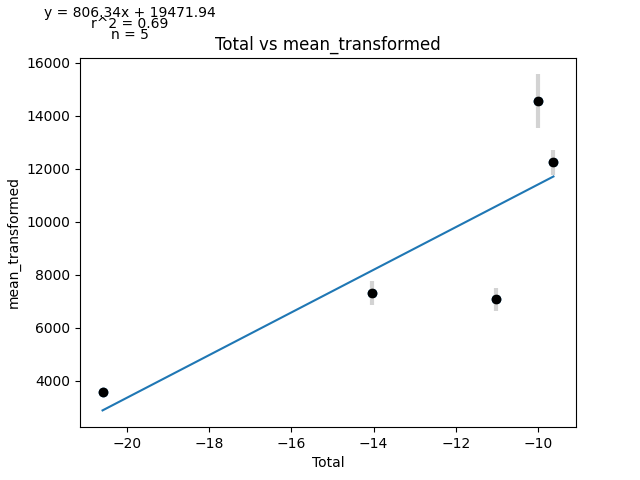 y = 806.34x + 19471.94
r^2 = 0.69
n = 5
Total vs mean_transformed
16000
14000
12000
10000
8000
6000
4000
mean_transformed
−20 −18 −16 −14 −12 −10
Total